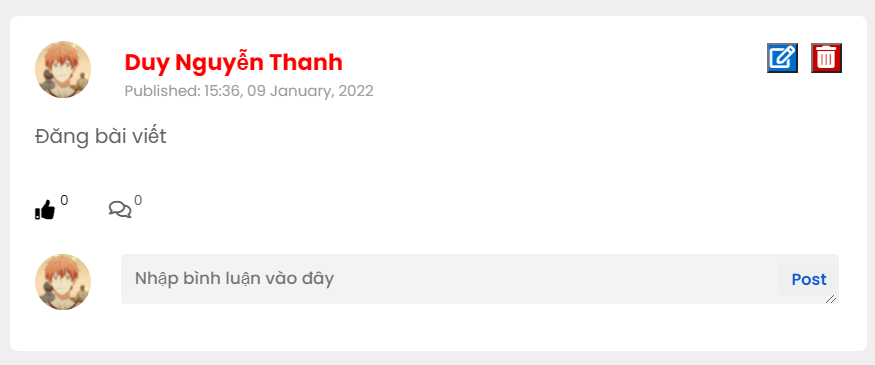 Duy Nguyễn Thanh
Published: 15:36, 09 January, 2022
Đăng bài viết
0 0
Nhập bình luận vào đây Post